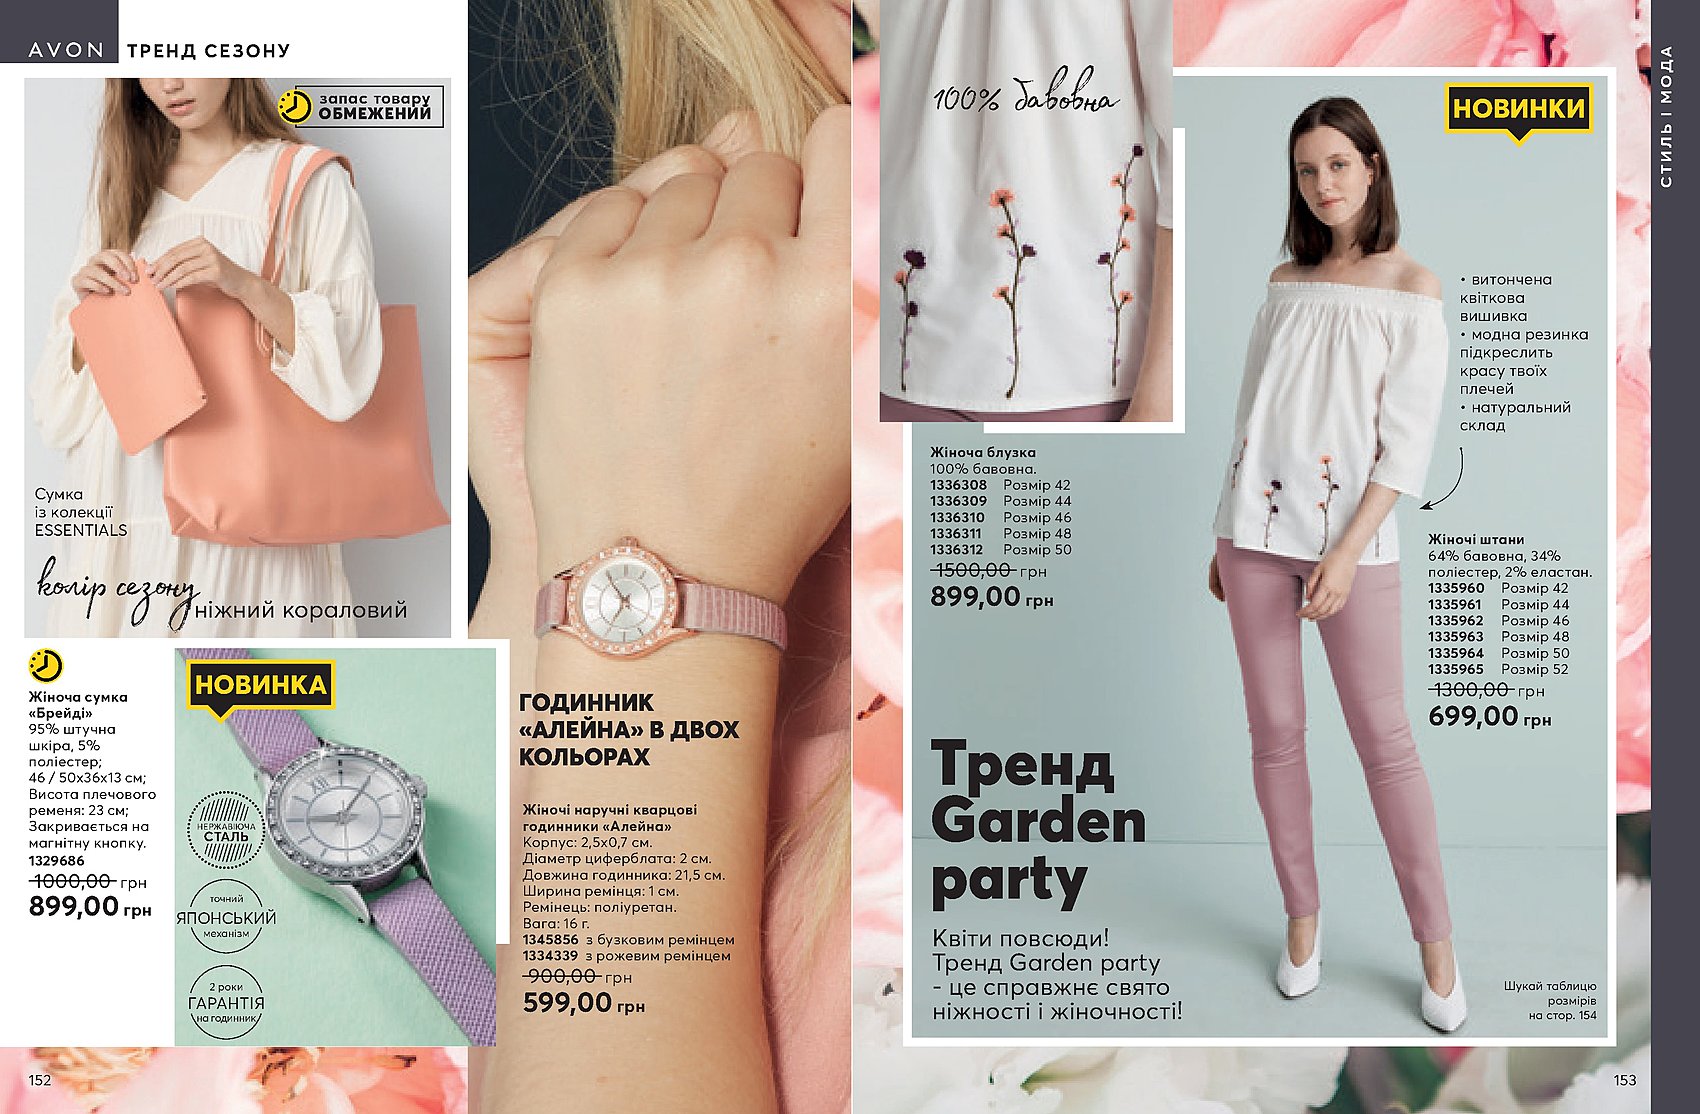 AVON ТРЕНД СЕЗОНУ
запас товару
ОБМЕЖЕНИЙ
Сумка
із колекції
ESSENTIALS
колір сезону
ніжний кораловий
Жіноча сумка
«Брейді»
95% штучна
шкіра, 5%
поліестер;
46 / 50х36х13 см;
Висота плечового
ременя: 23 см;
Закривається на
магнітну кнопку.
1329686
1000,00 грн
899,00 грн
НОВИНКА
НЕРЖАВІЮЧА
СТАЛЬ
точний
ЯПОНСЬКИЙ
механізм
2 роки
ГАРАНТІЯ
на годинник
ГОДИННИК
«АЛЕЙНА» В ДВОХ
КОЛЬОРАХ
Жіночі наручні кварцові
годинники «Алейна»
Корпус: 2,5х0,7 см.
Діаметр циферблата: 2 см.
Довжина годинника: 21,5 см.
Ширина ремінця: 1 см.
Ремінець: поліуретан.
Вага: 16 г.
1345856 з бузковим ремінцем
1334339 з рожевим ремінцем
900,00 грн
599,00 грн
152
100% бавовна
НОВИНКИ
СТИЛЬ І МОДА
• витончена
квіткова
вишивка
• модна резинка
підкреслить
красу твоїх
плечей
• натуральний
склад
Жіноча блузка
100% бавовна.
1336308 Розмір 42
1336309 Розмір 44
1336310 Розмір 46
1336311 Розмір 48
1336312 Розмір 50
1500,00 грн
899,00 грн
Жіночі штани
64% бавовна, 34%
поліестер, 2% еластан.
1335960 Розмір 42
1335961 Розмір 44
1335962 Розмір 46
1335963 Розмір 48
1335964 Розмір 50
1335965 Розмір 52
1300,00 грн
699,00 грн
Тренд
Garden
party
Квіти повсюди!
Тренд Garden party
- це справжнє свято
ніжності і жіночності!
Шукай таблицю
розмірів
на стор. 154
153